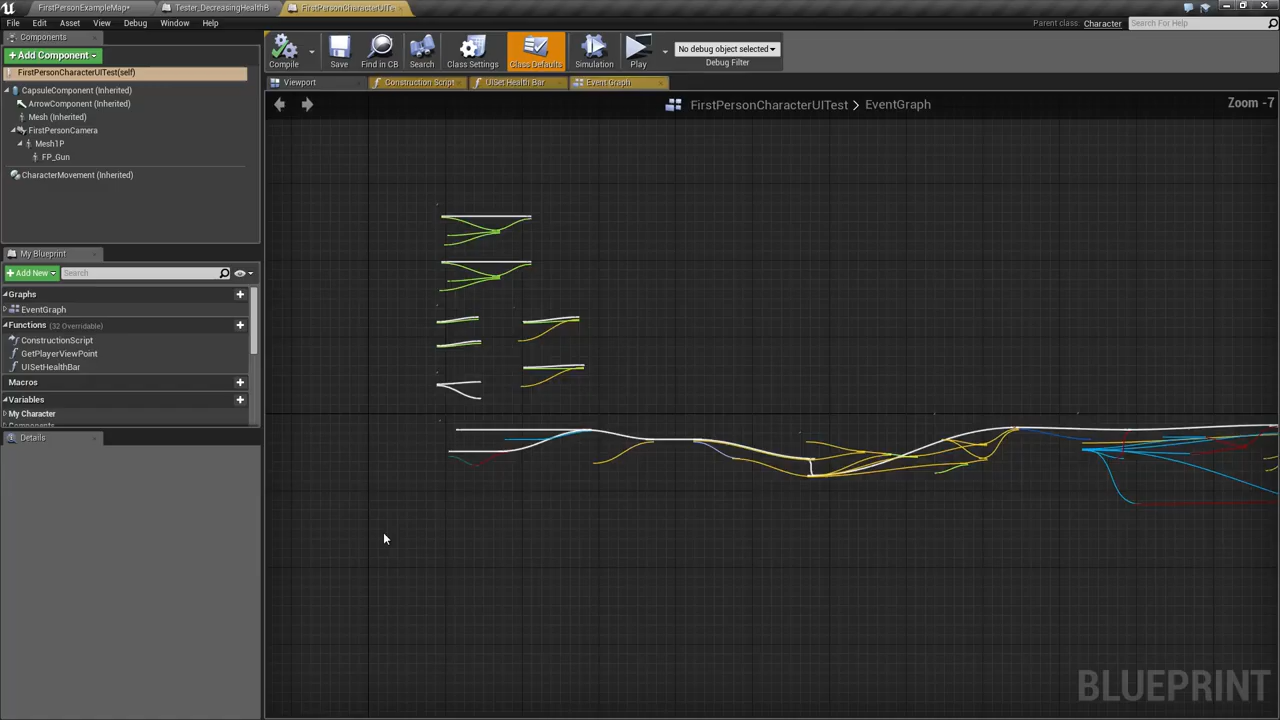 FirstPersonExampleMap*
Tester_DecreasingHealthB
FirstPersonCharacterUITe
File Edit Asset View Debug Window Help
Parent class: Character
Search For Help
Components
+ Add Component
FirstPersonCharacterUITest(self)
CapsuleComponent (Inherited)
ArrowComponent (Inherited)
Mesh (Inherited)
FirstPersonCamera
Mesh1P
FP_Gun
CharacterMovement (Inherited)
My Blueprint
+ Add New
Search
Graphs
EventGraph
Functions (32 Overridable)
ConstructionScript
GetPlayerViewPoint
UISetHealthBar
Macros
Variables
My Character
Components
Details
Compile
Save
Find in CB
Search
Class Settings
Class Defaults
Simulation
Play
No debug object selected
Debug Filter
Viewport
Construction Script
UISet Health Bar
Event Graph
FirstPersonCharacterUITest > EventGraph
Zoom -7
BLUEPRINT